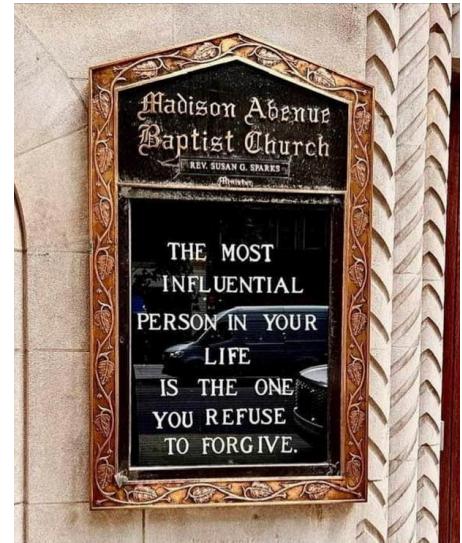 Madison Avenue
Baptist Church
REV. SUSAN G. SPARKS
Minister
THE MOST
INFLUENTIAL
PERSON IN YOUR
LIFE
IS THE ONE
YOU REFUSE
TO FORGIVE.